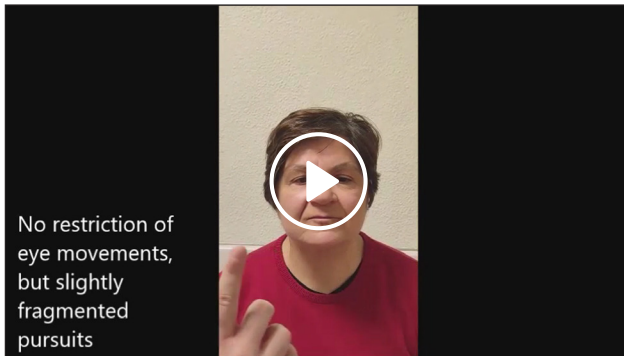 No restriction of
eye movements,
but slightly
fragmented
pursuits